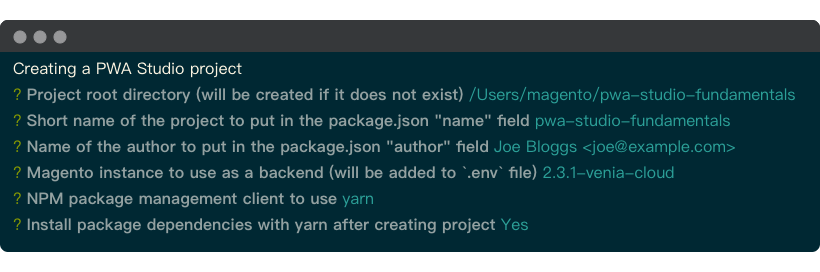 Creating a PWA Studio project
? Project root directory (will be created if it does not exist) /Users/magento/pwa-studio-fundamentals
? Short name of the project to put in the package.json "name" field pwa-studio-fundamentals
? Name of the author to put in the package.json "author" field Joe Bloggs <joe@example.com>
? Magento instance to use as a backend (will be added to `.env` file) 2.3.1-venia-cloud
? NPM package management client to use yarn
? Install package dependencies with yarn after creating project Yes